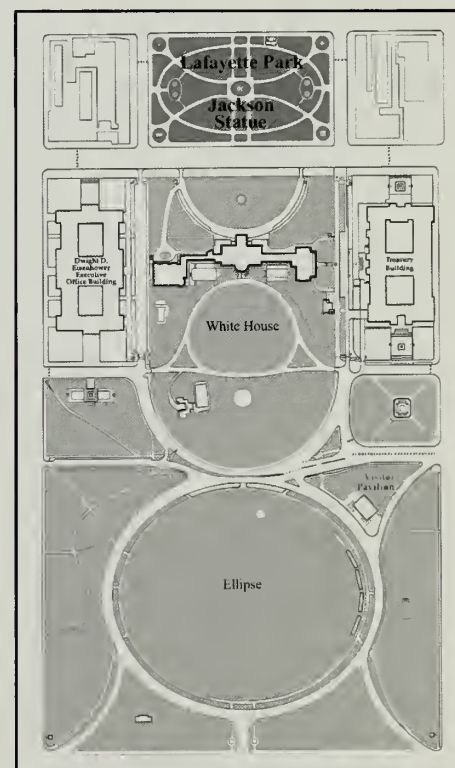 Lafayette Park
Jackson
Statue
Dwight D.
Eisenhower
Executive
Office Building
Treasury
Building
White House
Visitor
Pavilion
Ellipse